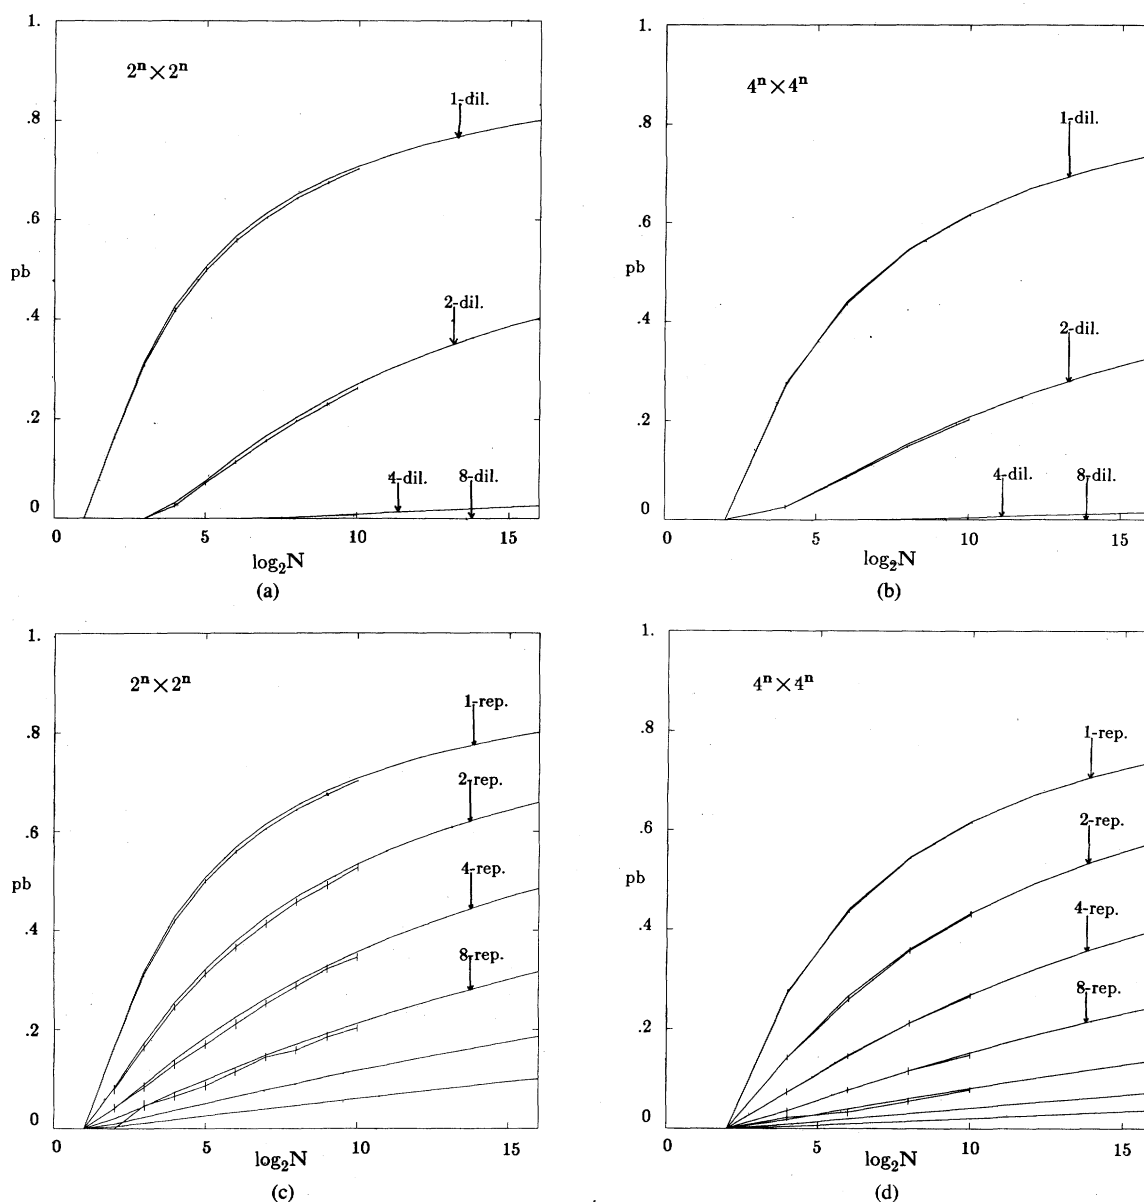 1.
2ⁿ×2ⁿ
1-dil.
.8
.6
pb
2-dil.
.4
.2
4-dil.
8-dil.
0
0
5
10
15
log₂N
(a)
1.
4ⁿ×4ⁿ
1-dil.
.8
.6
pb
2-dil.
.4
.2
4-dil.
8-dil.
0
0
5
10
15
log₂N
(b)
1.
2ⁿ×2ⁿ
1-rep.
.8
2-rep.
.6
4-rep.
pb
.4
8-rep.
.2
0
0
5
10
15
log₂N
(c)
1.
4ⁿ×4ⁿ
1-rep.
.8
2-rep.
.6
pb
4-rep.
.4
8-rep.
.2
0
0
5
10
15
log₂N
(d)